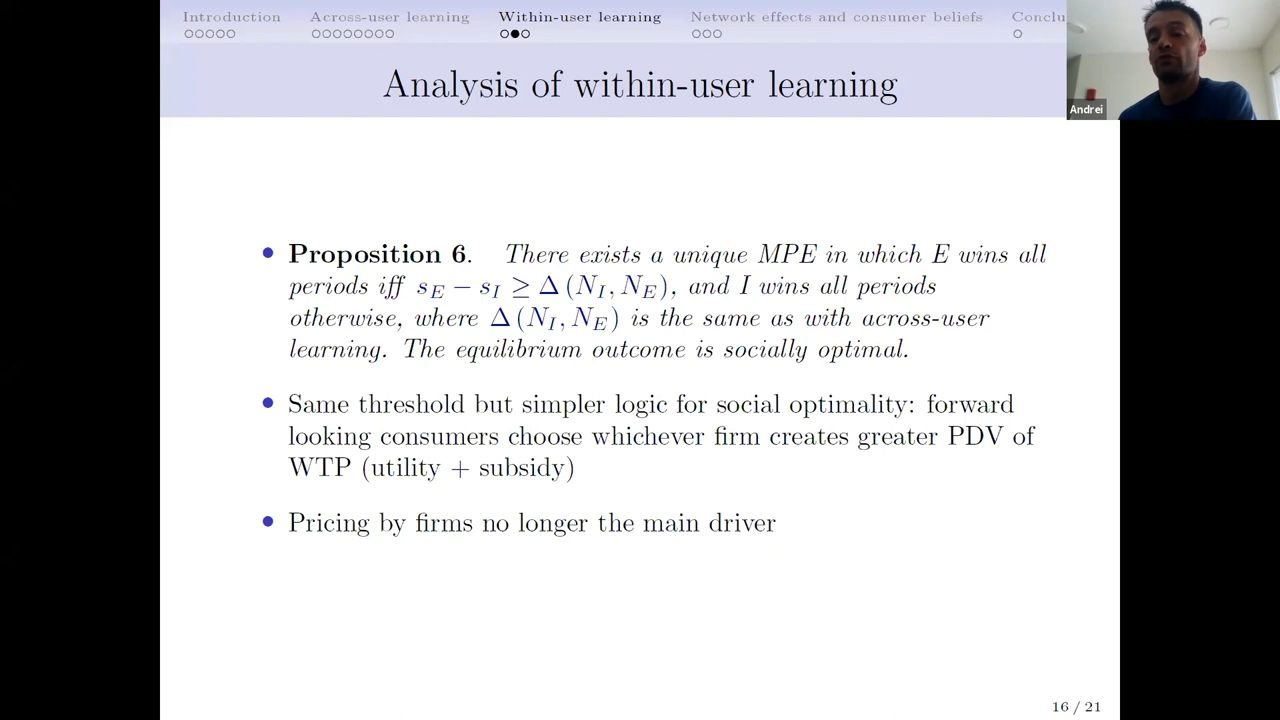 Introduction Across-user learning Within-user learning Network effects and consumer beliefs Conclu
Andrei
Analysis of within-user learning
• Proposition 6. There exists a unique MPE in which E wins all
periods iff s_E − s_I ≥ Δ (N_I, N_E), and I wins all periods
otherwise, where Δ (N_I, N_E) is the same as with across-user
learning. The equilibrium outcome is socially optimal.
• Same threshold but simpler logic for social optimality: forward
looking consumers choose whichever firm creates greater PDV of
WTP (utility + subsidy)
• Pricing by firms no longer the main driver
16 / 21